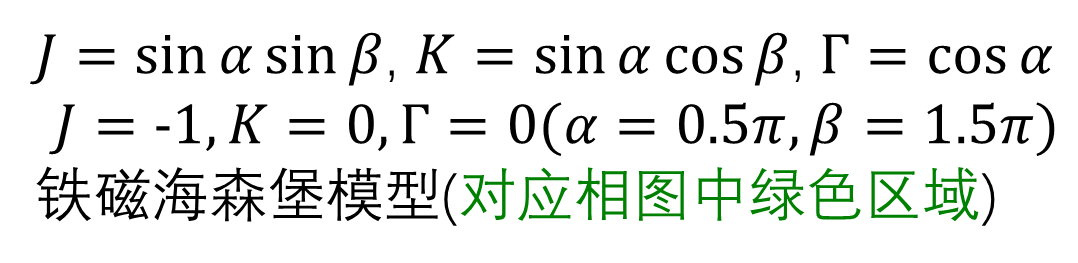 J = sin α sin β, K = sin α cos β, Γ = cos α
J = -1, K = 0, Γ = 0(α = 0.5π, β = 1.5π)
铁磁海森堡模型(对应相图中绿色区域)